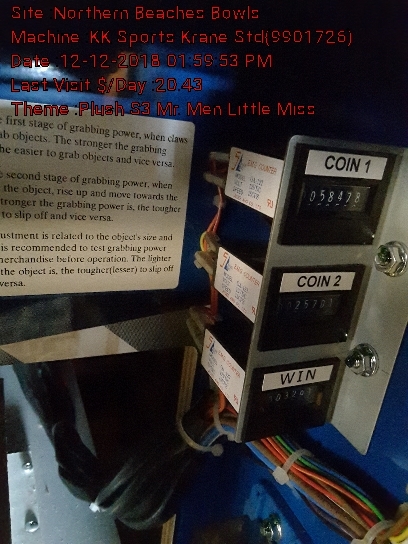 Site :Northern Beaches Bowls
Machine :KK Sports Krane Std(9901726)
Date :12-12-2018 01:59:53 PM
Last Visit $/Day :20.43
Theme :Plush S3 Mr Men Little Miss
first stage of grabbing power, when claws
objects. The stronger the grabbing
the easier to grab objects and vice versa.
second stage of grabbing power, when
the object, rise up and move towards the
stronger the grabbing power is, the tougher
to slip off and vice versa.
is related to the object's size and
is recommended to test grabbing power
before operation. The lighter
the object is, the tougher(lesser) to slip off
versa.
COUNTER
COIN 1
058478
COUNTER
COIN 2
COUNTER
WIN